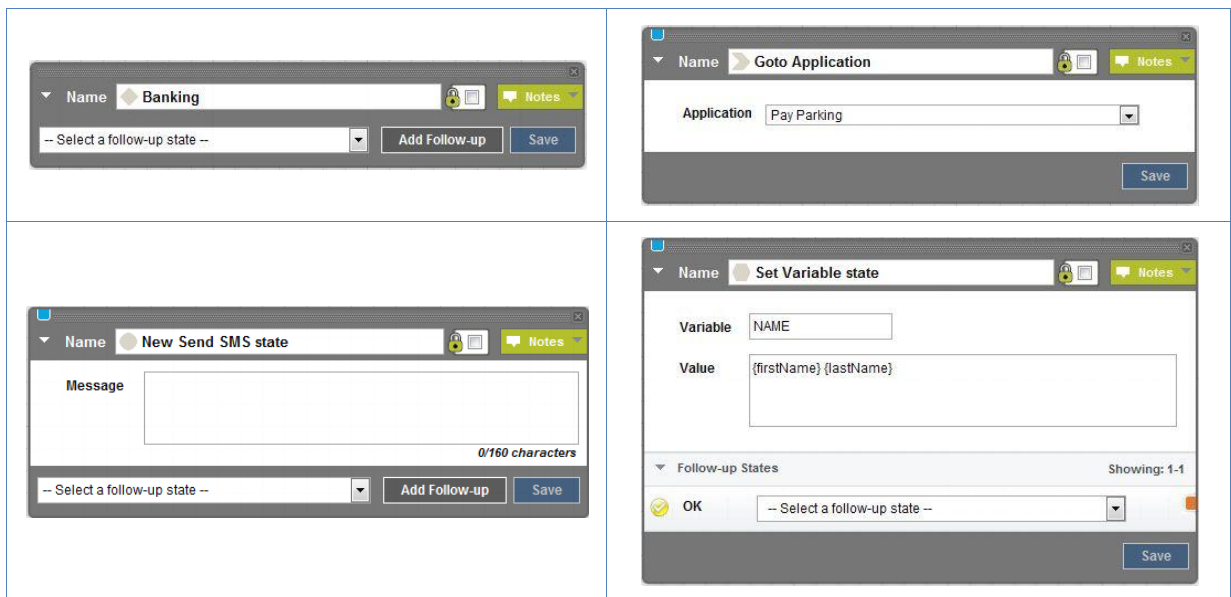 Name Banking Notes
-- Select a follow-up state -- Add Follow-up Save
Name Goto Application Notes
Application Pay Parking
Save
Name New Send SMS state Notes
Message
0/160 characters
-- Select a follow-up state -- Add Follow-up Save
Name Set Variable state Notes
Variable NAME
Value {firstName} {lastName}
Follow-up States Showing: 1-1
OK -- Select a follow-up state --
Save